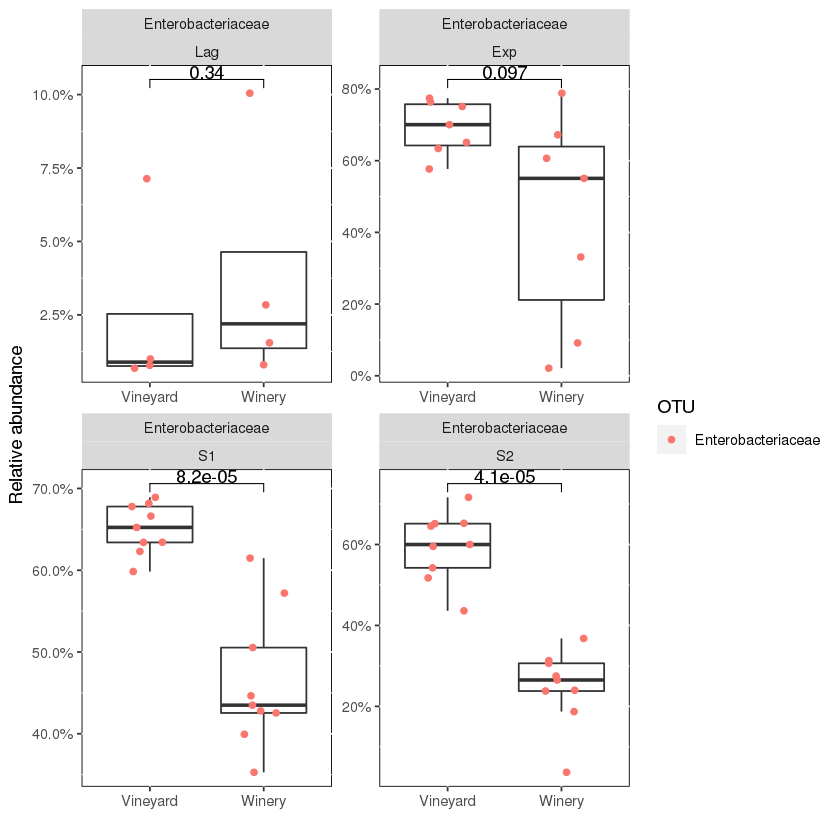 Enterobacteriaceae
Lag
0.34
10.0%
7.5%
5.0%
2.5%
Vineyard Winery
Enterobacteriaceae
Exp
0.097
80%
60%
40%
20%
0%
Vineyard Winery
Relative abundance
Enterobacteriaceae
S1
8.2e-05
70.0%
60.0%
50.0%
40.0%
Vineyard Winery
Enterobacteriaceae
S2
4.1e-05
60%
40%
20%
Vineyard Winery
OTU
Enterobacteriaceae